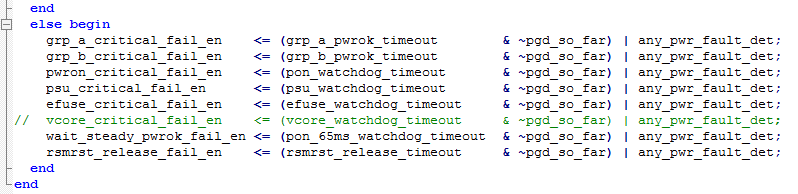 end
else begin
grp_a_critical_fail_en <= (grp_a_pwrok_timeout & ~pgd_so_far) | any_pwr_fault_det;
grp_b_critical_fail_en <= (grp_b_pwrok_timeout & ~pgd_so_far) | any_pwr_fault_det;
pwron_critical_fail_en <= (pon_watchdog_timeout & ~pgd_so_far) | any_pwr_fault_det;
psu_critical_fail_en <= (psu_watchdog_timeout & ~pgd_so_far) | any_pwr_fault_det;
efuse_critical_fail_en <= (efuse_watchdog_timeout & ~pgd_so_far) | any_pwr_fault_det;
// vcore_critical_fail_en <= (vcore_watchdog_timeout & ~pgd_so_far) | any_pwr_fault_det;
wait_steady_pwrok_fail_en <= (pon_65ms_watchdog_timeout & ~pgd_so_far) | any_pwr_fault_det;
rsmrst_release_fail_en <= (rsmrst_release_timeout & ~pgd_so_far) | any_pwr_fault_det;
end
end